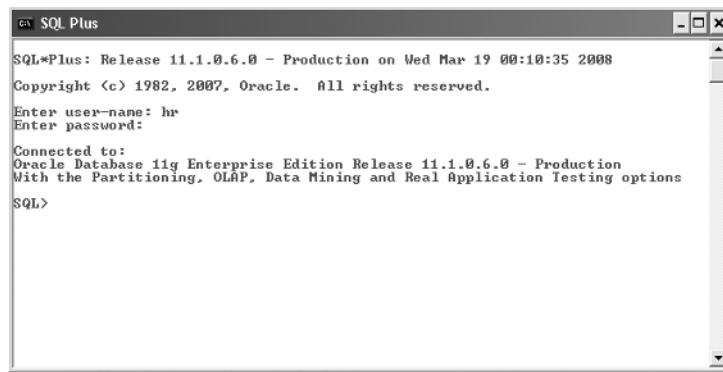 SQL Plus
SQL*Plus: Release 11.1.0.6.0 - Production on Wed Mar 19 00:10:35 2008
Copyright (c) 1982, 2007, Oracle.  All rights reserved.
Enter user-name: hr
Enter password:
Connected to:
Oracle Database 11g Enterprise Edition Release 11.1.0.6.0 - Production
With the Partitioning, OLAP, Data Mining and Real Application Testing options
SQL>